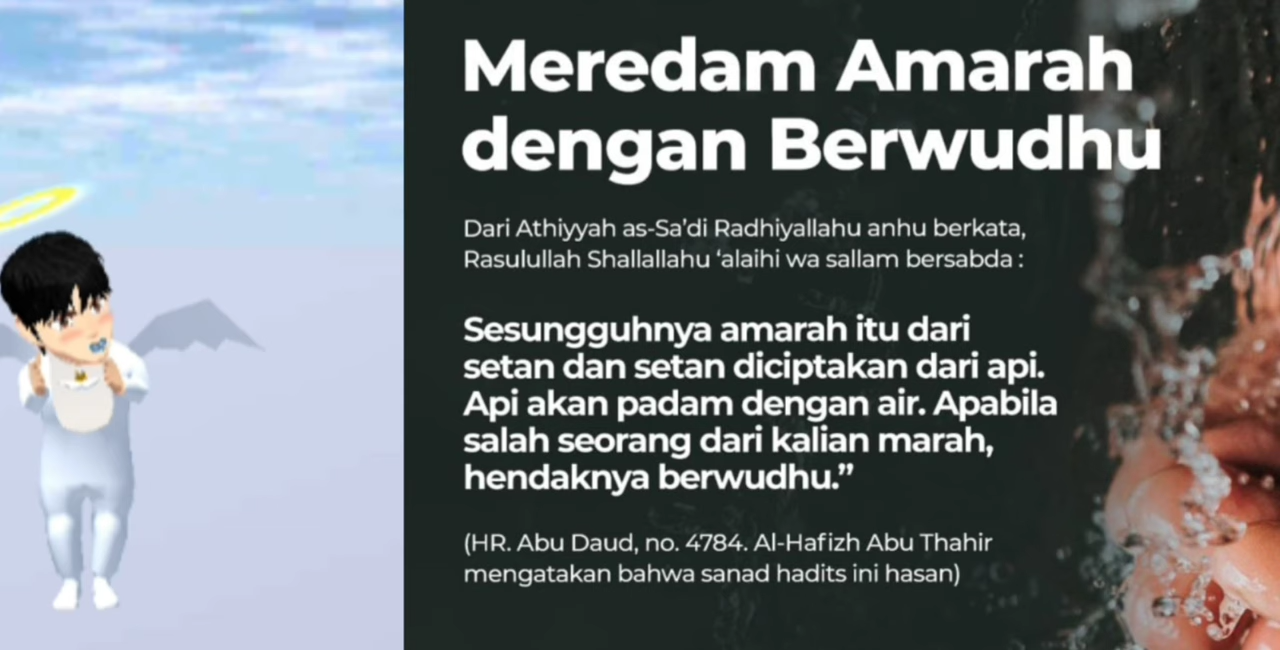 Meredam Amarah
dengan Berwudhu
Dari Athiyyah as-Sa’di Radhiyallahu anhu berkata,
Rasulullah Shallallahu ‘alaihi wa sallam bersabda :
Sesungguhnya amarah itu dari
setan dan setan diciptakan dari api.
Api akan padam dengan air. Apabila
salah seorang dari kalian marah,
hendaknya berwudhu.”
(HR. Abu Daud, no. 4784. Al-Hafizh Abu Thahir
mengatakan bahwa sanad hadits ini hasan)